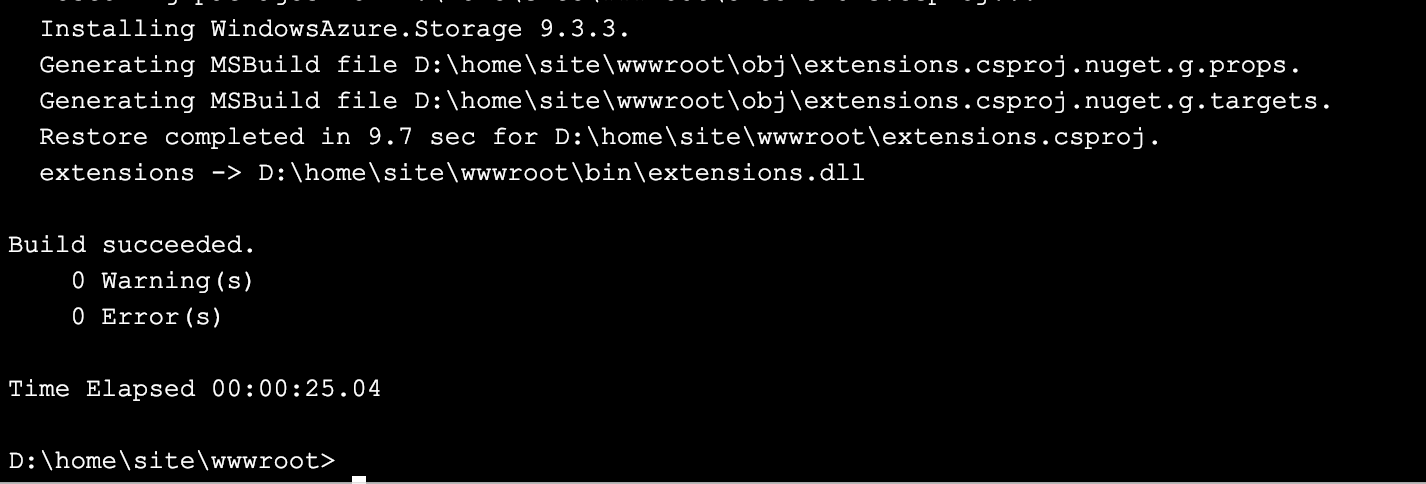 Installing WindowsAzure.Storage 9.3.3.
Generating MSBuild file D:\home\site\wwwroot\obj\extensions.csproj.nuget.g.props.
Generating MSBuild file D:\home\site\wwwroot\obj\extensions.csproj.nuget.g.targets.
Restore completed in 9.7 sec for D:\home\site\wwwroot\extensions.csproj.
extensions -> D:\home\site\wwwroot\bin\extensions.dll
Build succeeded.
0 Warning(s)
0 Error(s)
Time Elapsed 00:00:25.04
D:\home\site\wwwroot>